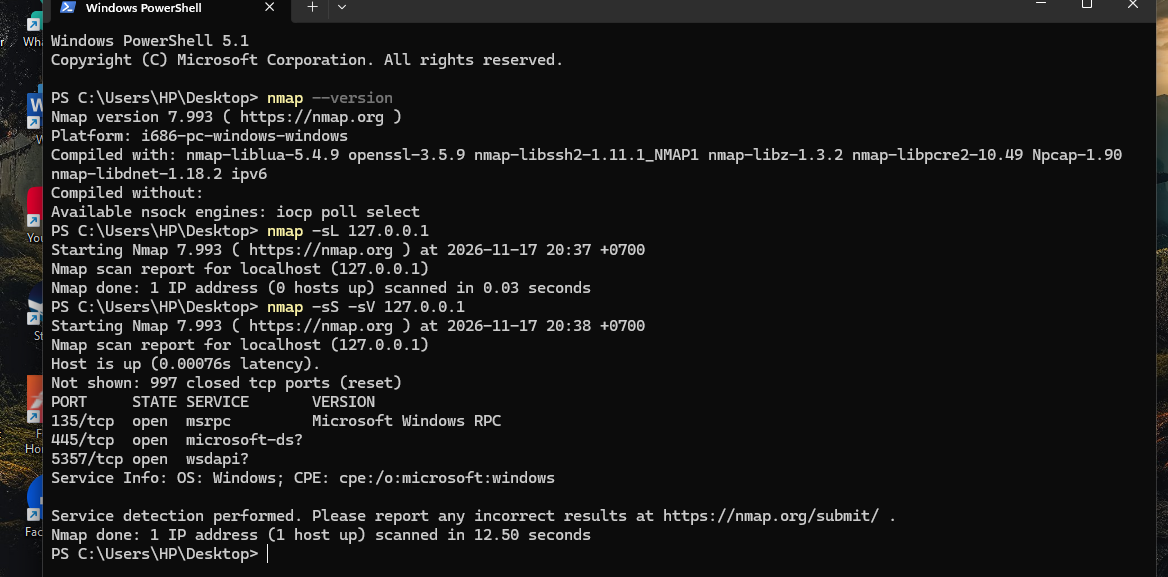 Windows PowerShell
Wha
Windows PowerShell 5.1
Copyright (C) Microsoft Corporation. All rights reserved.
PS C:\Users\HP\Desktop> nmap --version
Nmap version 7.993 ( https://nmap.org )
Platform: i686-pc-windows-windows
Compiled with: nmap-liblua-5.4.9 openssl-3.5.9 nmap-libssh2-1.11.1_NMAP1 nmap-libz-1.3.2 nmap-libpcre2-10.49 Npcap-1.90
nmap-libdnet-1.18.2 ipv6
Compiled without:
Available nsock engines: iocp poll select
PS C:\Users\HP\Desktop> nmap -sL 127.0.0.1
Starting Nmap 7.993 ( https://nmap.org ) at 2026-11-17 20:37 +0700
Nmap scan report for localhost (127.0.0.1)
Nmap done: 1 IP address (0 hosts up) scanned in 0.03 seconds
PS C:\Users\HP\Desktop> nmap -sS -sV 127.0.0.1
Starting Nmap 7.993 ( https://nmap.org ) at 2026-11-17 20:38 +0700
Nmap scan report for localhost (127.0.0.1)
Host is up (0.00076s latency).
Not shown: 997 closed tcp ports (reset)
PORT     STATE SERVICE       VERSION
135/tcp  open  msrpc         Microsoft Windows RPC
445/tcp  open  microsoft-ds?
5357/tcp open  wsdapi?
Service Info: OS: Windows; CPE: cpe:/o:microsoft:windows
Service detection performed. Please report any incorrect results at https://nmap.org/submit/ .
Nmap done: 1 IP address (1 host up) scanned in 12.50 seconds
PS C:\Users\HP\Desktop>
You
St
F
Ho
Fac